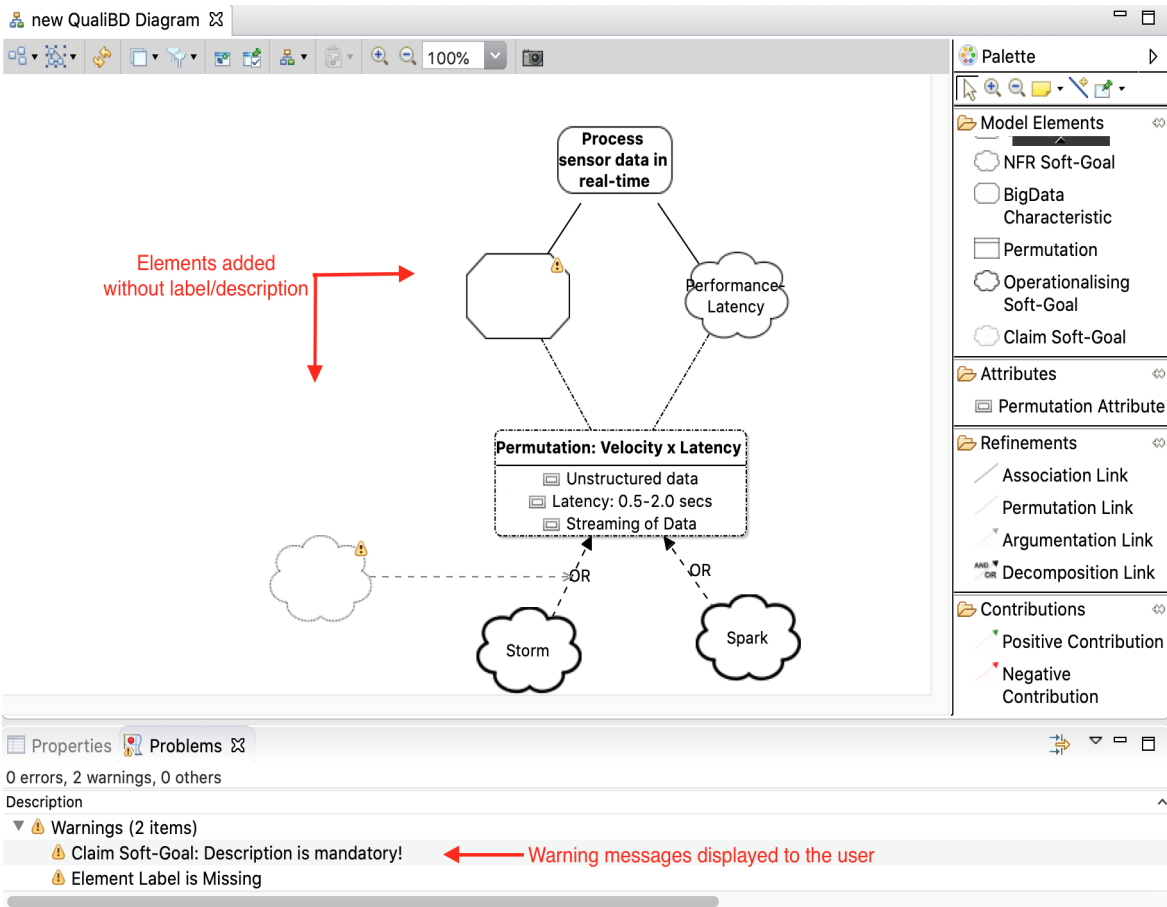 new QualiBD Diagram
100%
Palette
Model Elements
NFR Soft-Goal
BigData
Characteristic
Permutation
Operationalising
Soft-Goal
Claim Soft-Goal
Attributes
Permutation Attribute
Refinements
Association Link
Permutation Link
Argumentation Link
AND
OR
Decomposition Link
Contributions
Positive Contribution
Negative
Contribution
Process
sensor data in
real-time
Elements added
without label/description
Performance-
Latency
Permutation: Velocity x Latency
Unstructured data
Latency: 0.5-2.0 secs
Streaming of Data
OR
OR
Storm
Spark
Properties
Problems
0 errors, 2 warnings, 0 others
Description
Warnings (2 items)
Claim Soft-Goal: Description is mandatory!
Warning messages displayed to the user
Element Label is Missing